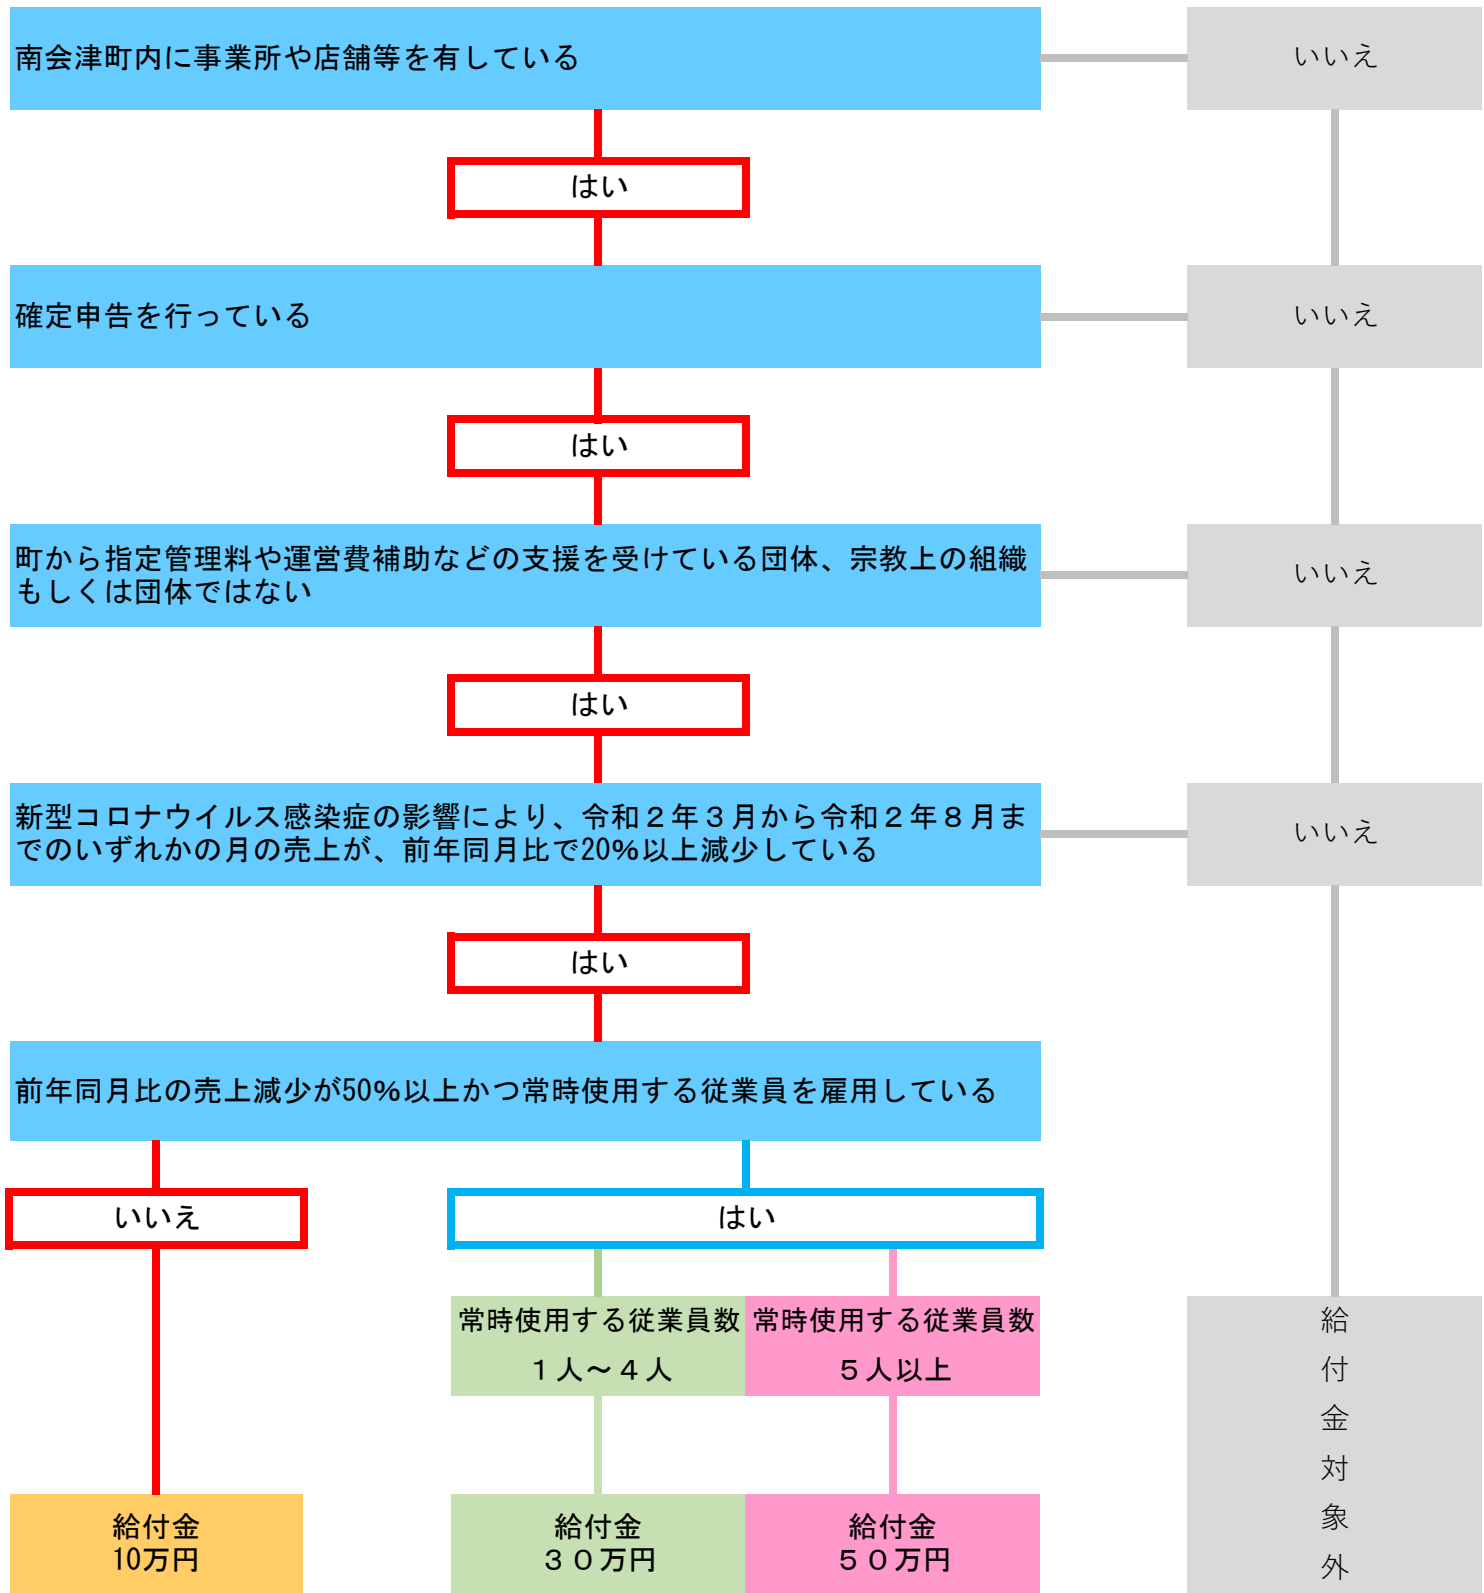 南会津町内に事業所や店舗等を有している
いいえ
はい
確定申告を行っている
いいえ
はい
町から指定管理料や運営費補助などの支援を受けている団体、宗教上の組織
もしくは団体ではない
いいえ
はい
新型コロナウイルス感染症の影響により、令和２年３月から令和２年８月ま
でのいずれかの月の売上が、前年同月比で20%以上減少している
いいえ
はい
前年同月比の売上減少が50%以上かつ常時使用する従業員を雇用している
いいえ
はい
常時使用する従業員数
１人～４人
常時使用する従業員数
５人以上
給付金
10万円
給付金
３０万円
給付金
５０万円
給付金対象外